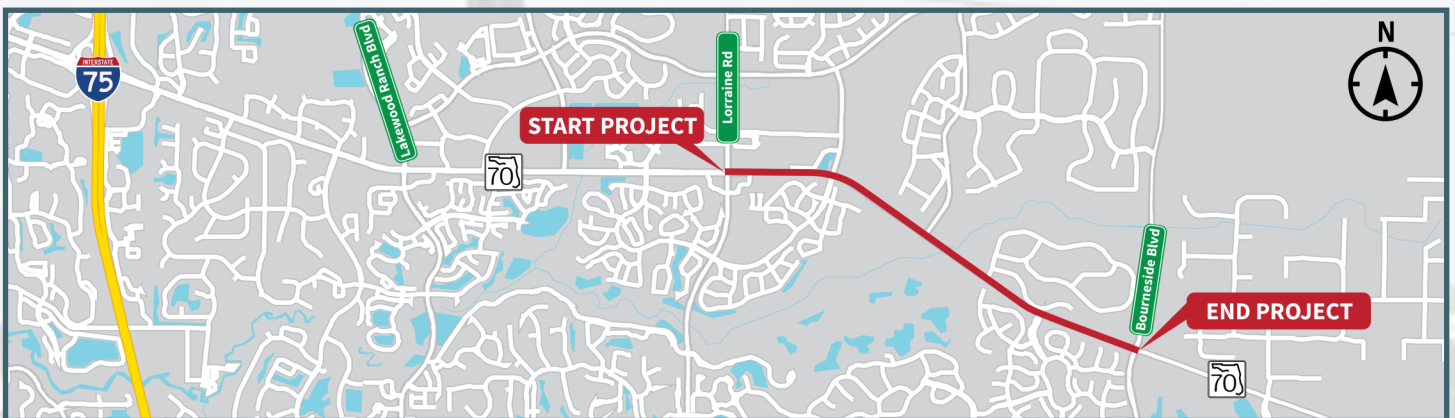 N
INTERSTATE
75
Lakewood Ranch Blvd
Lorraine Rd
START PROJECT
70
Bourneside Blvd
END PROJECT
70